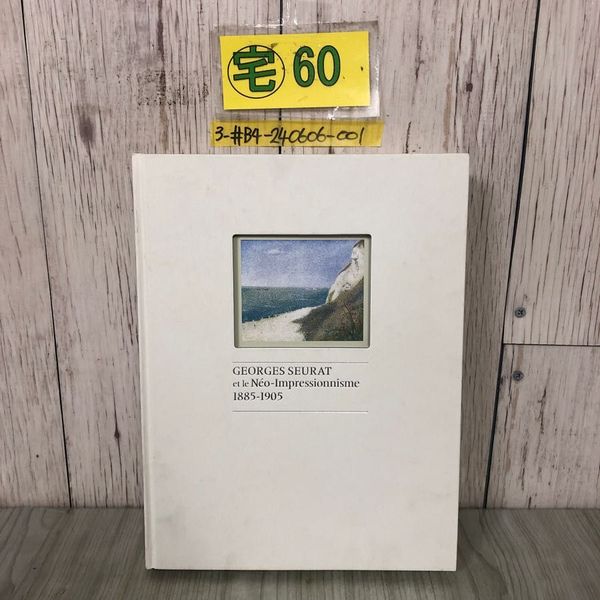 宅 60
3-#B4-240606-001
GEORGES SEURAT
et le Néo-Impressionnisme
1885-1905